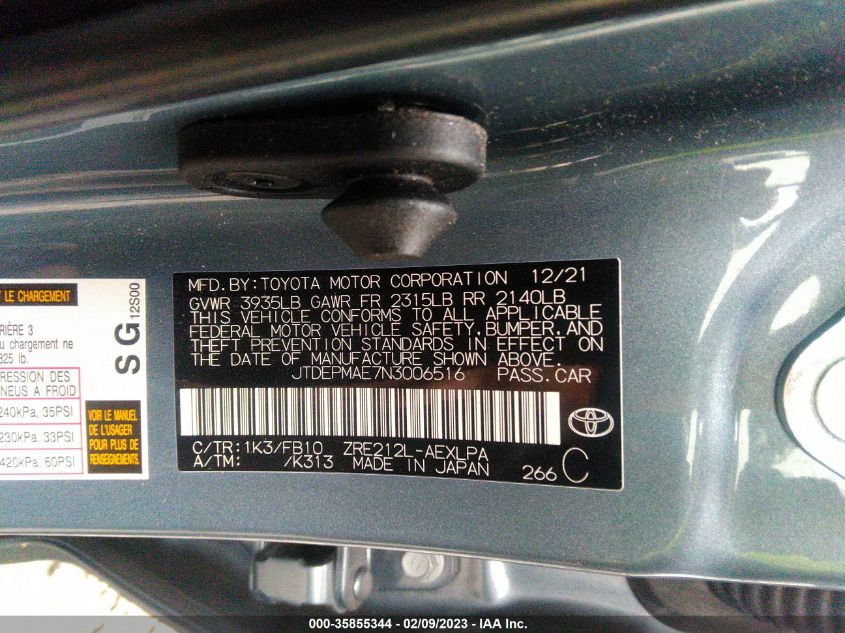 LE CHARGEMENT
RIÈRE 3
u chargement ne
325 lb.
RESSION DES
NEUS À FROID
240kPa, 35PSI
230kPa, 33PSI
420kPa, 60PSI
SG 12S00
VOIR LE MANUEL
DE L'USAGER
POUR PLUS DE
RENSEIGNEMENTS.
MFD. BY: TOYOTA MOTOR CORPORATION 12/21
GVWR 3935LB GAWR FR 2315LB RR 2140LB
THIS VEHICLE CONFORMS TO ALL APPLICABLE
FEDERAL MOTOR VEHICLE SAFETY, BUMPER, AND
THEFT PREVENTION STANDARDS IN EFFECT ON
THE DATE OF MANUFACTURE SHOWN ABOVE.
JTDEPMAE7N3006516 PASS. CAR
C/TR: 1K3/FB10 ZRE212L-AEXLPA
A/TM: /K313 MADE IN JAPAN
266 C
000-35855344 - 02/09/2023 - IAA Inc.